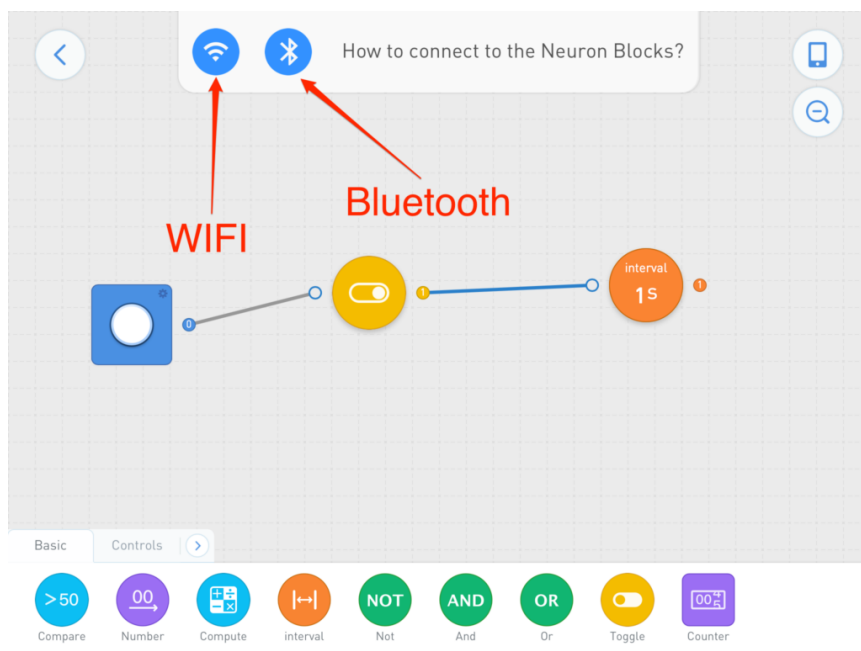 How to connect to the Neuron Blocks?
Bluetooth
WIFI
interval
1 S
0
1
1
Basic
Controls
>50
00
NOT
AND
OR
Compare
Number
Compute
interval
Not
And
Or
Toggle
Counter